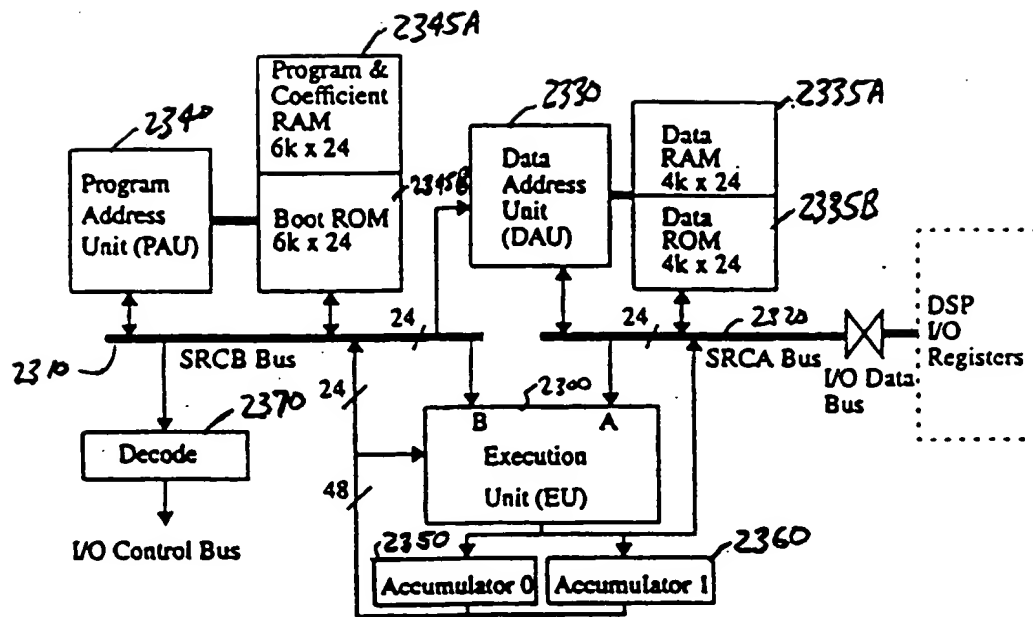 2345A
Program &
Coefficient
RAM
6k x 24
2340
Program
Address
Unit (PAU)
2345B
Boot ROM
6k x 24
2330
Data
Address
Unit
(DAU)
2335A
Data
RAM
4k x 24
2335B
Data
ROM
4k x 24
DSP
I/O
Registers
24
24
2320
2310
SRCB Bus
SRCA Bus
I/O Data
Bus
2370
Decode
24
2300
B
A
Execution
Unit (EU)
48
I/O Control Bus
2350
Accumulator 0
2360
Accumulator 1